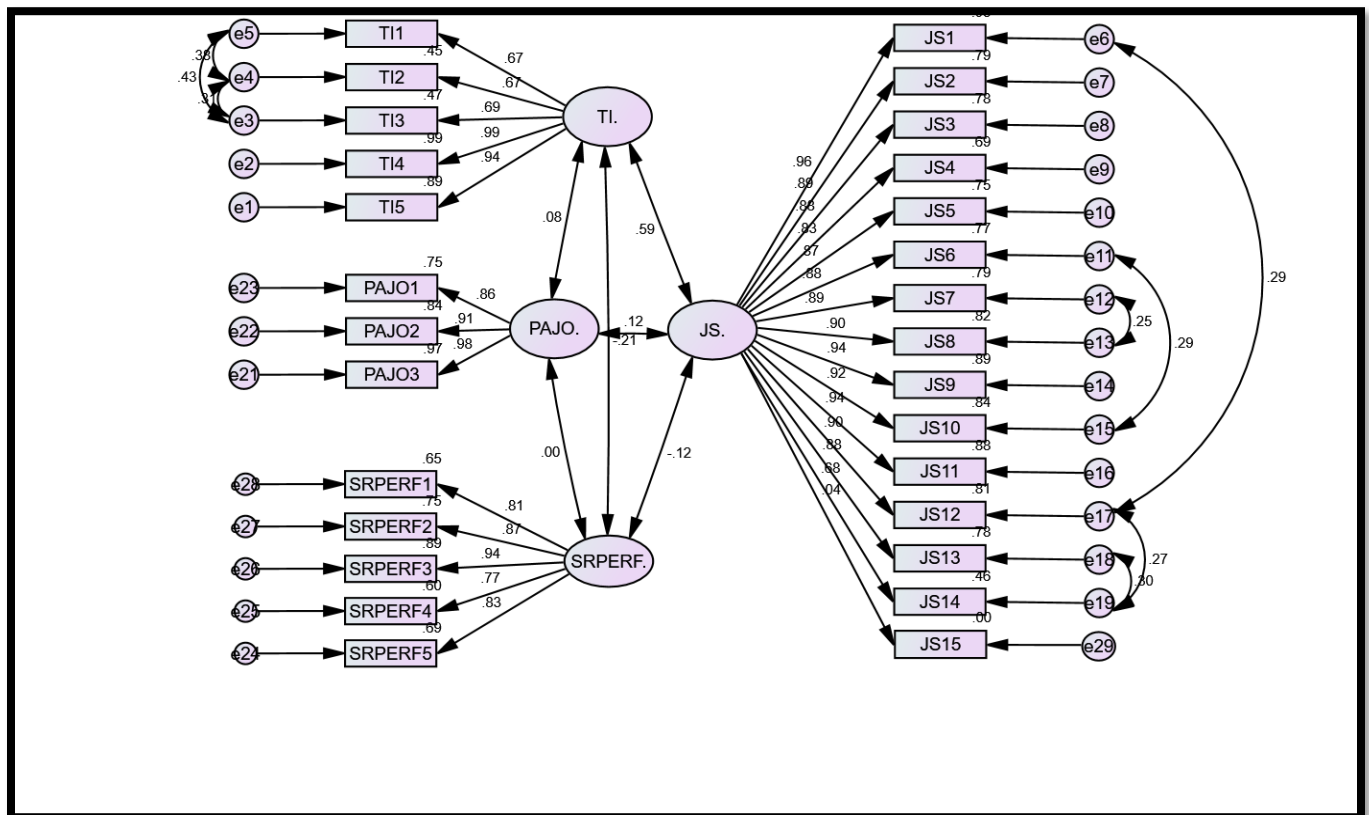 e5 TI1
.45
e4 TI2
.47
e3 TI3
.99
e2 TI4
.89
e1 TI5
.38
.43
.67
.67
.69
.99
.94
TI.
.08
.59
e23 PAJO1
.75
e22 PAJO2
.84
e21 PAJO3
.97
.86
.91
.98
PAJO.
.12
-.21
JS.
.00
-.12
e28 SRPERF1
.65
e27 SRPERF2
.75
e26 SRPERF3
.89
e25 SRPERF4
.60
e24 SRPERF5
.69
.81
.87
.94
.77
.83
SRPERF.
.96
.89
.88
.83
.87
.88
.89
.90
.94
.92
.94
.90
.88
.68
.04
JS1 e6
.79
JS2 e7
.78
JS3 e8
.69
JS4 e9
.75
JS5 e10
.77
JS6 e11
.79
JS7 e12
.82
JS8 e13
.89
JS9 e14
.84
JS10 e15
.88
JS11 e16
.81
JS12 e17
.78
JS13 e18
.46
JS14 e19
.00
JS15 e29
.29
.25
.29
.27
.30